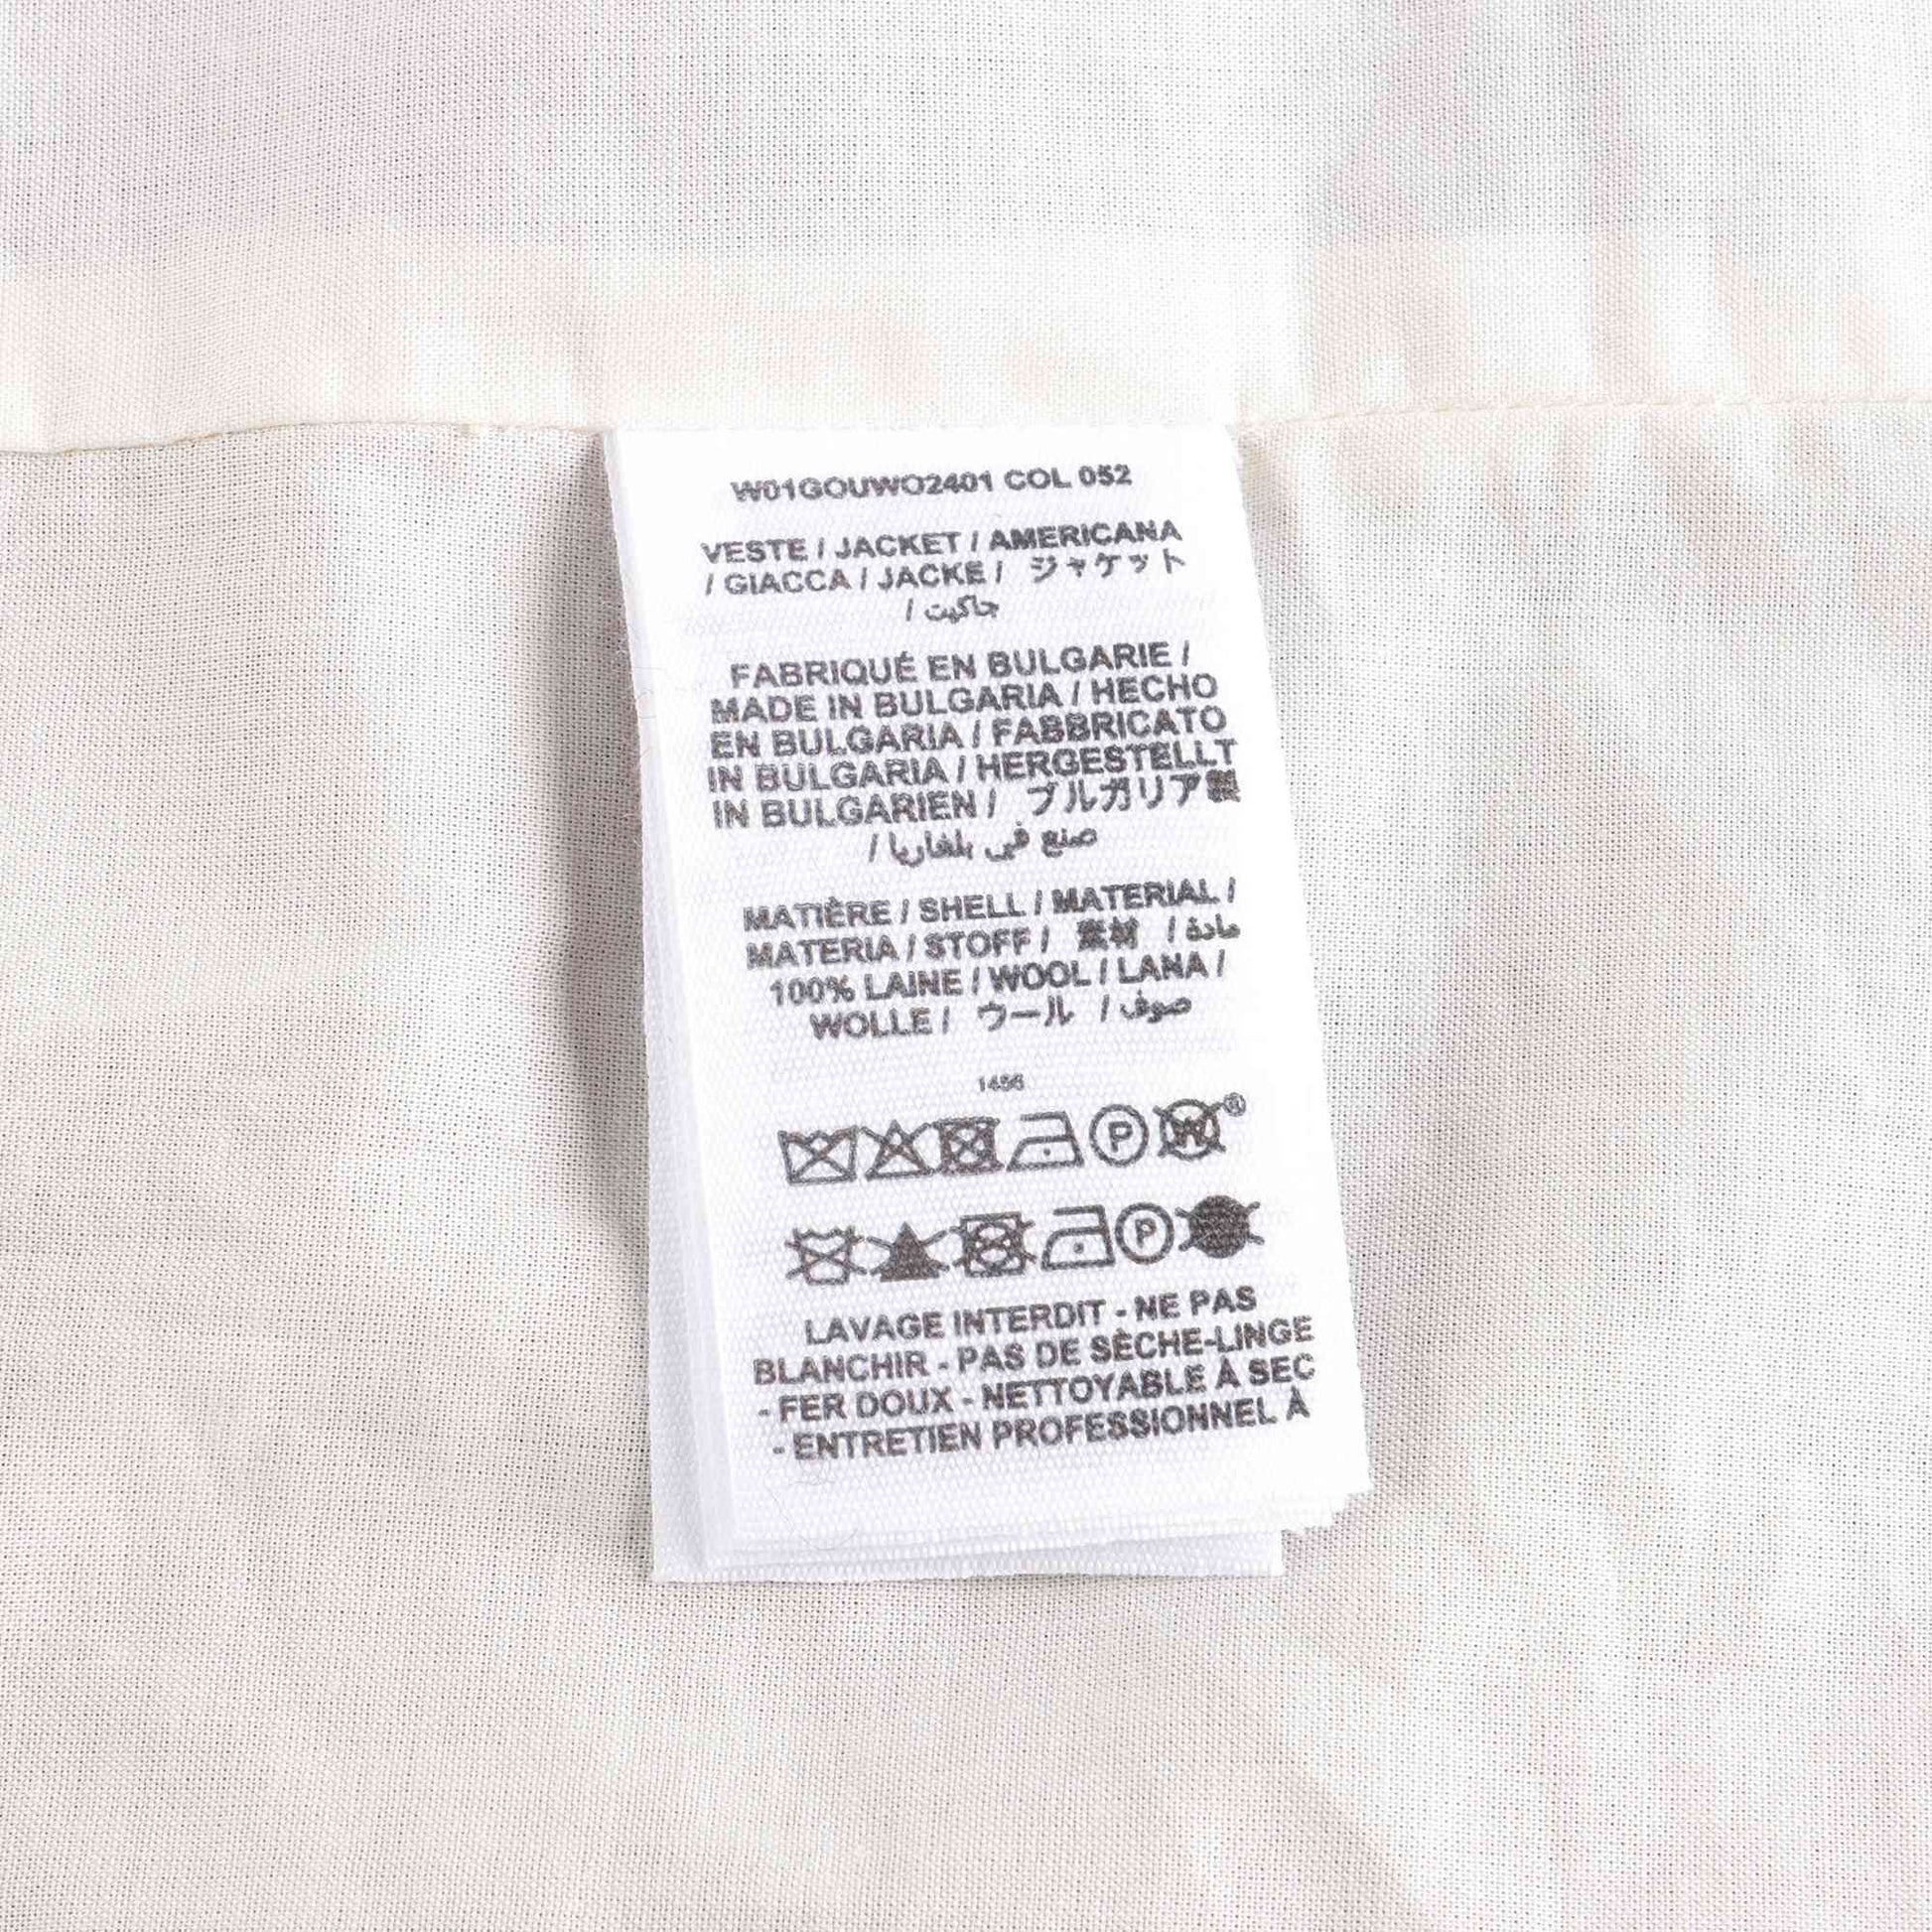 W01GOUWO2401 COL 052
VESTE / JACKET / AMERICANA
/ GIACCA / JACKE / ジャケット
/ جاكيت
FABRIQUÉ EN BULGARIE /
MADE IN BULGARIA / HECHO
EN BULGARIA / FABBRICATO
IN BULGARIA / HERGESTELLT
IN BULGARIEN / ブルガリア製
/ صنع في بلغاريا
MATIÈRE / SHELL / MATERIAL /
MATERIA / STOFF / 素材 / مادة
100% LAINE / WOOL / LANA /
WOLLE / ウール / صوف
1456
P W ®
P
LAVAGE INTERDIT - NE PAS
BLANCHIR - PAS DE SÈCHE-LINGE
- FER DOUX - NETTOYABLE À SEC
- ENTRETIEN PROFESSIONNEL À